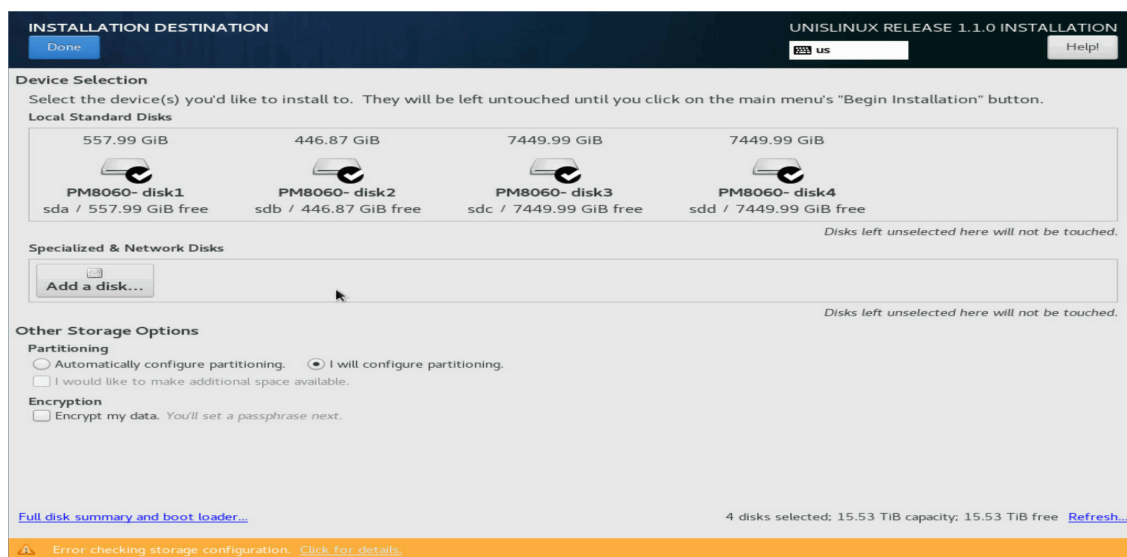 INSTALLATION DESTINATION
UNISLINUX RELEASE 1.1.0 INSTALLATION
Done
us
Help!
Device Selection
Select the device(s) you'd like to install to. They will be left untouched until you click on the main menu's "Begin Installation" button.
Local Standard Disks
557.99 GiB 446.87 GiB 7449.99 GiB 7449.99 GiB
PM8060- disk1 PM8060- disk2 PM8060- disk3 PM8060- disk4
sda / 557.99 GiB free sdb / 446.87 GiB free sdc / 7449.99 GiB free sdd / 7449.99 GiB free
Disks left unselected here will not be touched.
Specialized & Network Disks
Add a disk...
Disks left unselected here will not be touched.
Other Storage Options
Partitioning
Automatically configure partitioning. I will configure partitioning.
I would like to make additional space available.
Encryption
Encrypt my data. You'll set a passphrase next.
Full disk summary and boot loader...
4 disks selected; 15.53 TiB capacity; 15.53 TiB free Refresh...
Error checking storage configuration. Click for details.